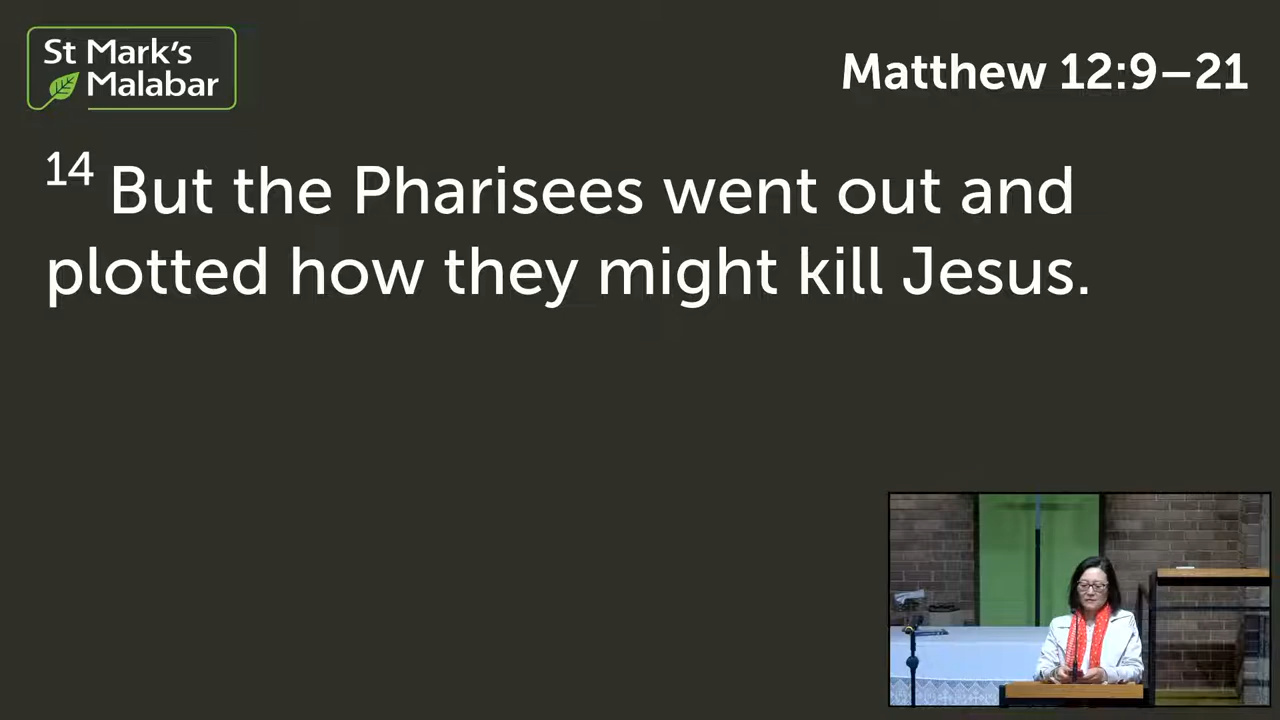 St Mark's
Malabar
Matthew 12:9–21
14 But the Pharisees went out and
plotted how they might kill Jesus.